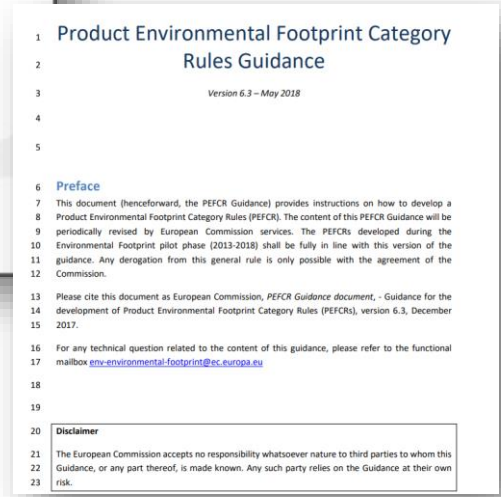 1 Product Environmental Footprint Category
2 Rules Guidance
3 Version 6.3 – May 2018
4
5
6 Preface
7 This document (henceforward, the PEFCR Guidance) provides instructions on how to develop a
8 Product Environmental Footprint Category Rules (PEFCR). The content of this PEFCR Guidance will be
9 periodically revised by European Commission services. The PEFCRs developed during the
10 Environmental Footprint pilot phase (2013-2018) shall be fully in line with this version of the
11 guidance. Any derogation from this general rule is only possible with the agreement of the
12 Commission.
13 Please cite this document as European Commission, PEFCR Guidance document, - Guidance for the
14 development of Product Environmental Footprint Category Rules (PEFCRs), version 6.3, December
15 2017.
16 For any technical question related to the content of this guidance, please refer to the functional
17 mailbox env-environmental-footprint@ec.europa.eu
18
19
20 Disclaimer
21 The European Commission accepts no responsibility whatsoever nature to third parties to whom this
22 Guidance, or any part thereof, is made known. Any such party relies on the Guidance at their own
23 risk.